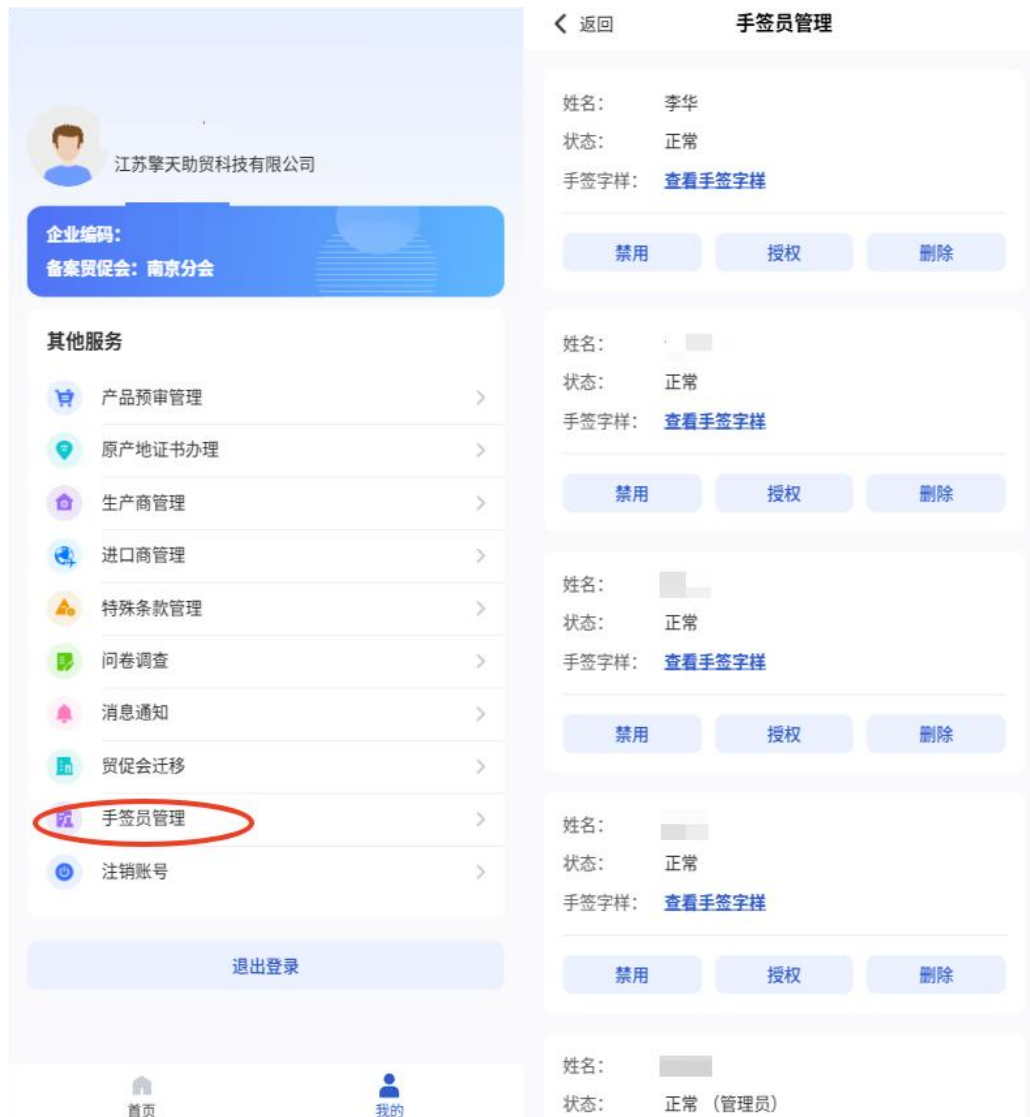 江苏擎天助贸科技有限公司
企业编码：
备案贸促会：南京分会
其他服务
产品预审管理
原产地证书办理
生产商管理
进口商管理
特殊条款管理
问卷调查
消息通知
贸促会迁移
手签员管理
注销账号
退出登录
首页
我的
返回
手签员管理
姓名：
李华
状态：
正常
手签字样：
查看手签字样
禁用
授权
删除
姓名：
状态：
正常
手签字样：
查看手签字样
禁用
授权
删除
姓名：
状态：
正常
手签字样：
查看手签字样
禁用
授权
删除
姓名：
状态：
正常
手签字样：
查看手签字样
禁用
授权
删除
姓名：
状态：
正常 （管理员）